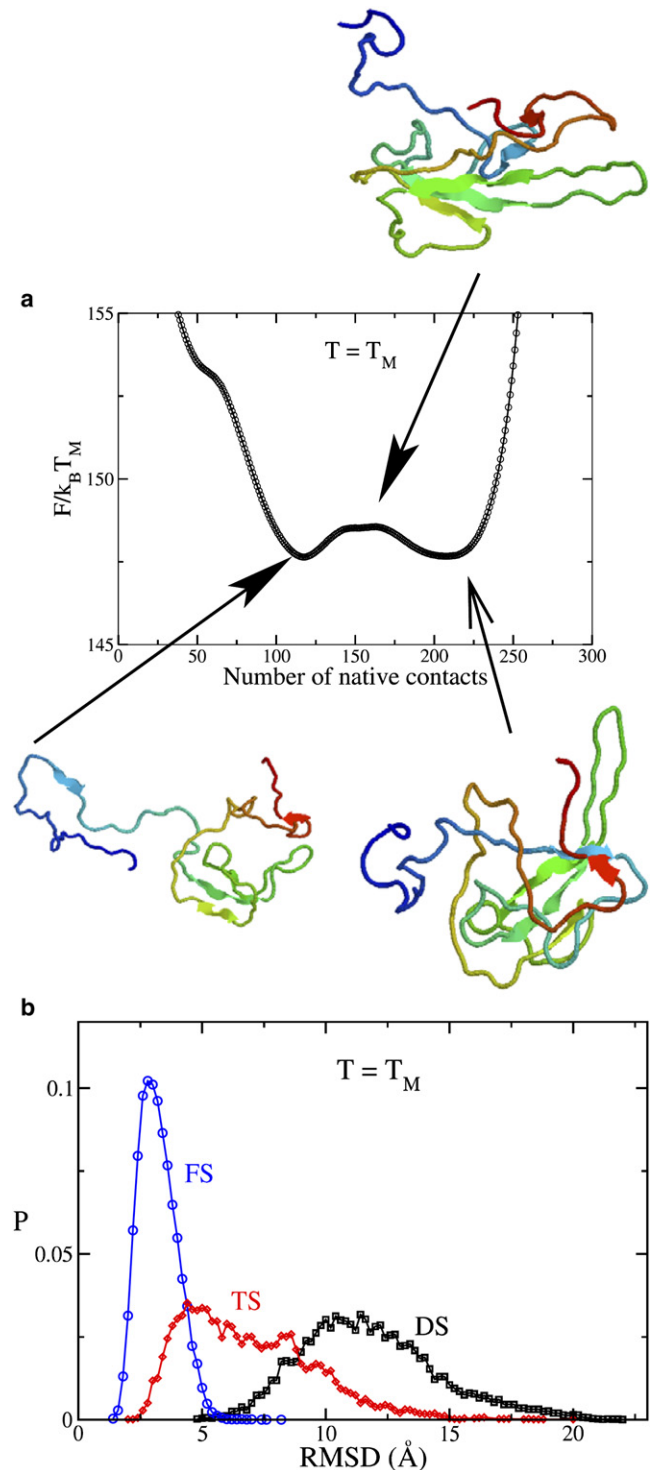 a
155
T = T_M
150
F/k_B T_M
145
0 50 100 150 200 250 300
Number of native contacts
b
0.1
T = T_M
FS
P
0.05
TS
DS
0
0 5 10 15 20
RMSD (Å)